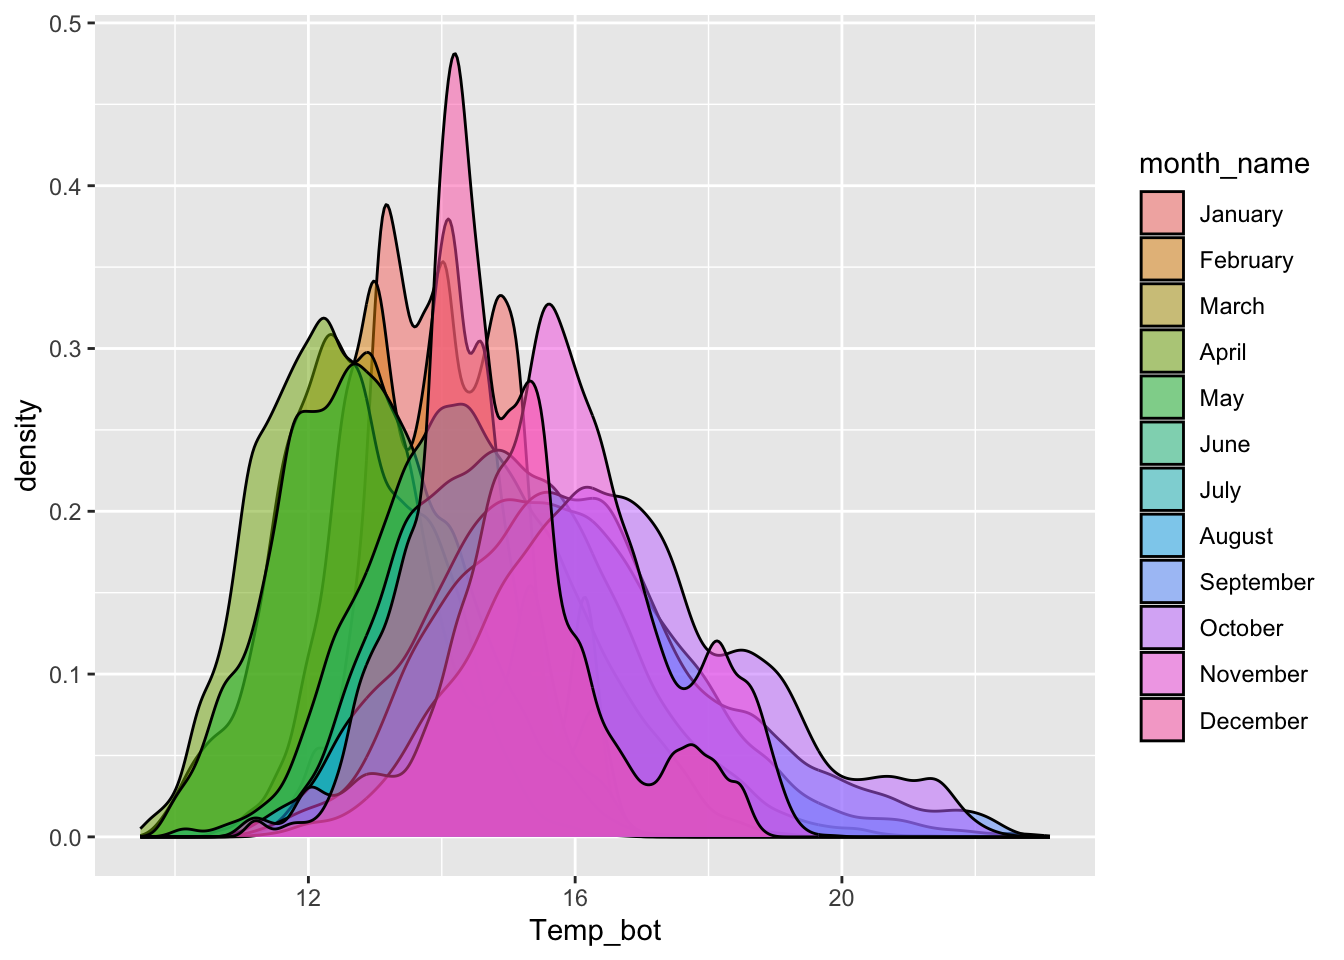 0.5
0.4
0.3
0.2
0.1
0.0
density
12
16
20
Temp_bot
month_name
January
February
March
April
May
June
July
August
September
October
November
December